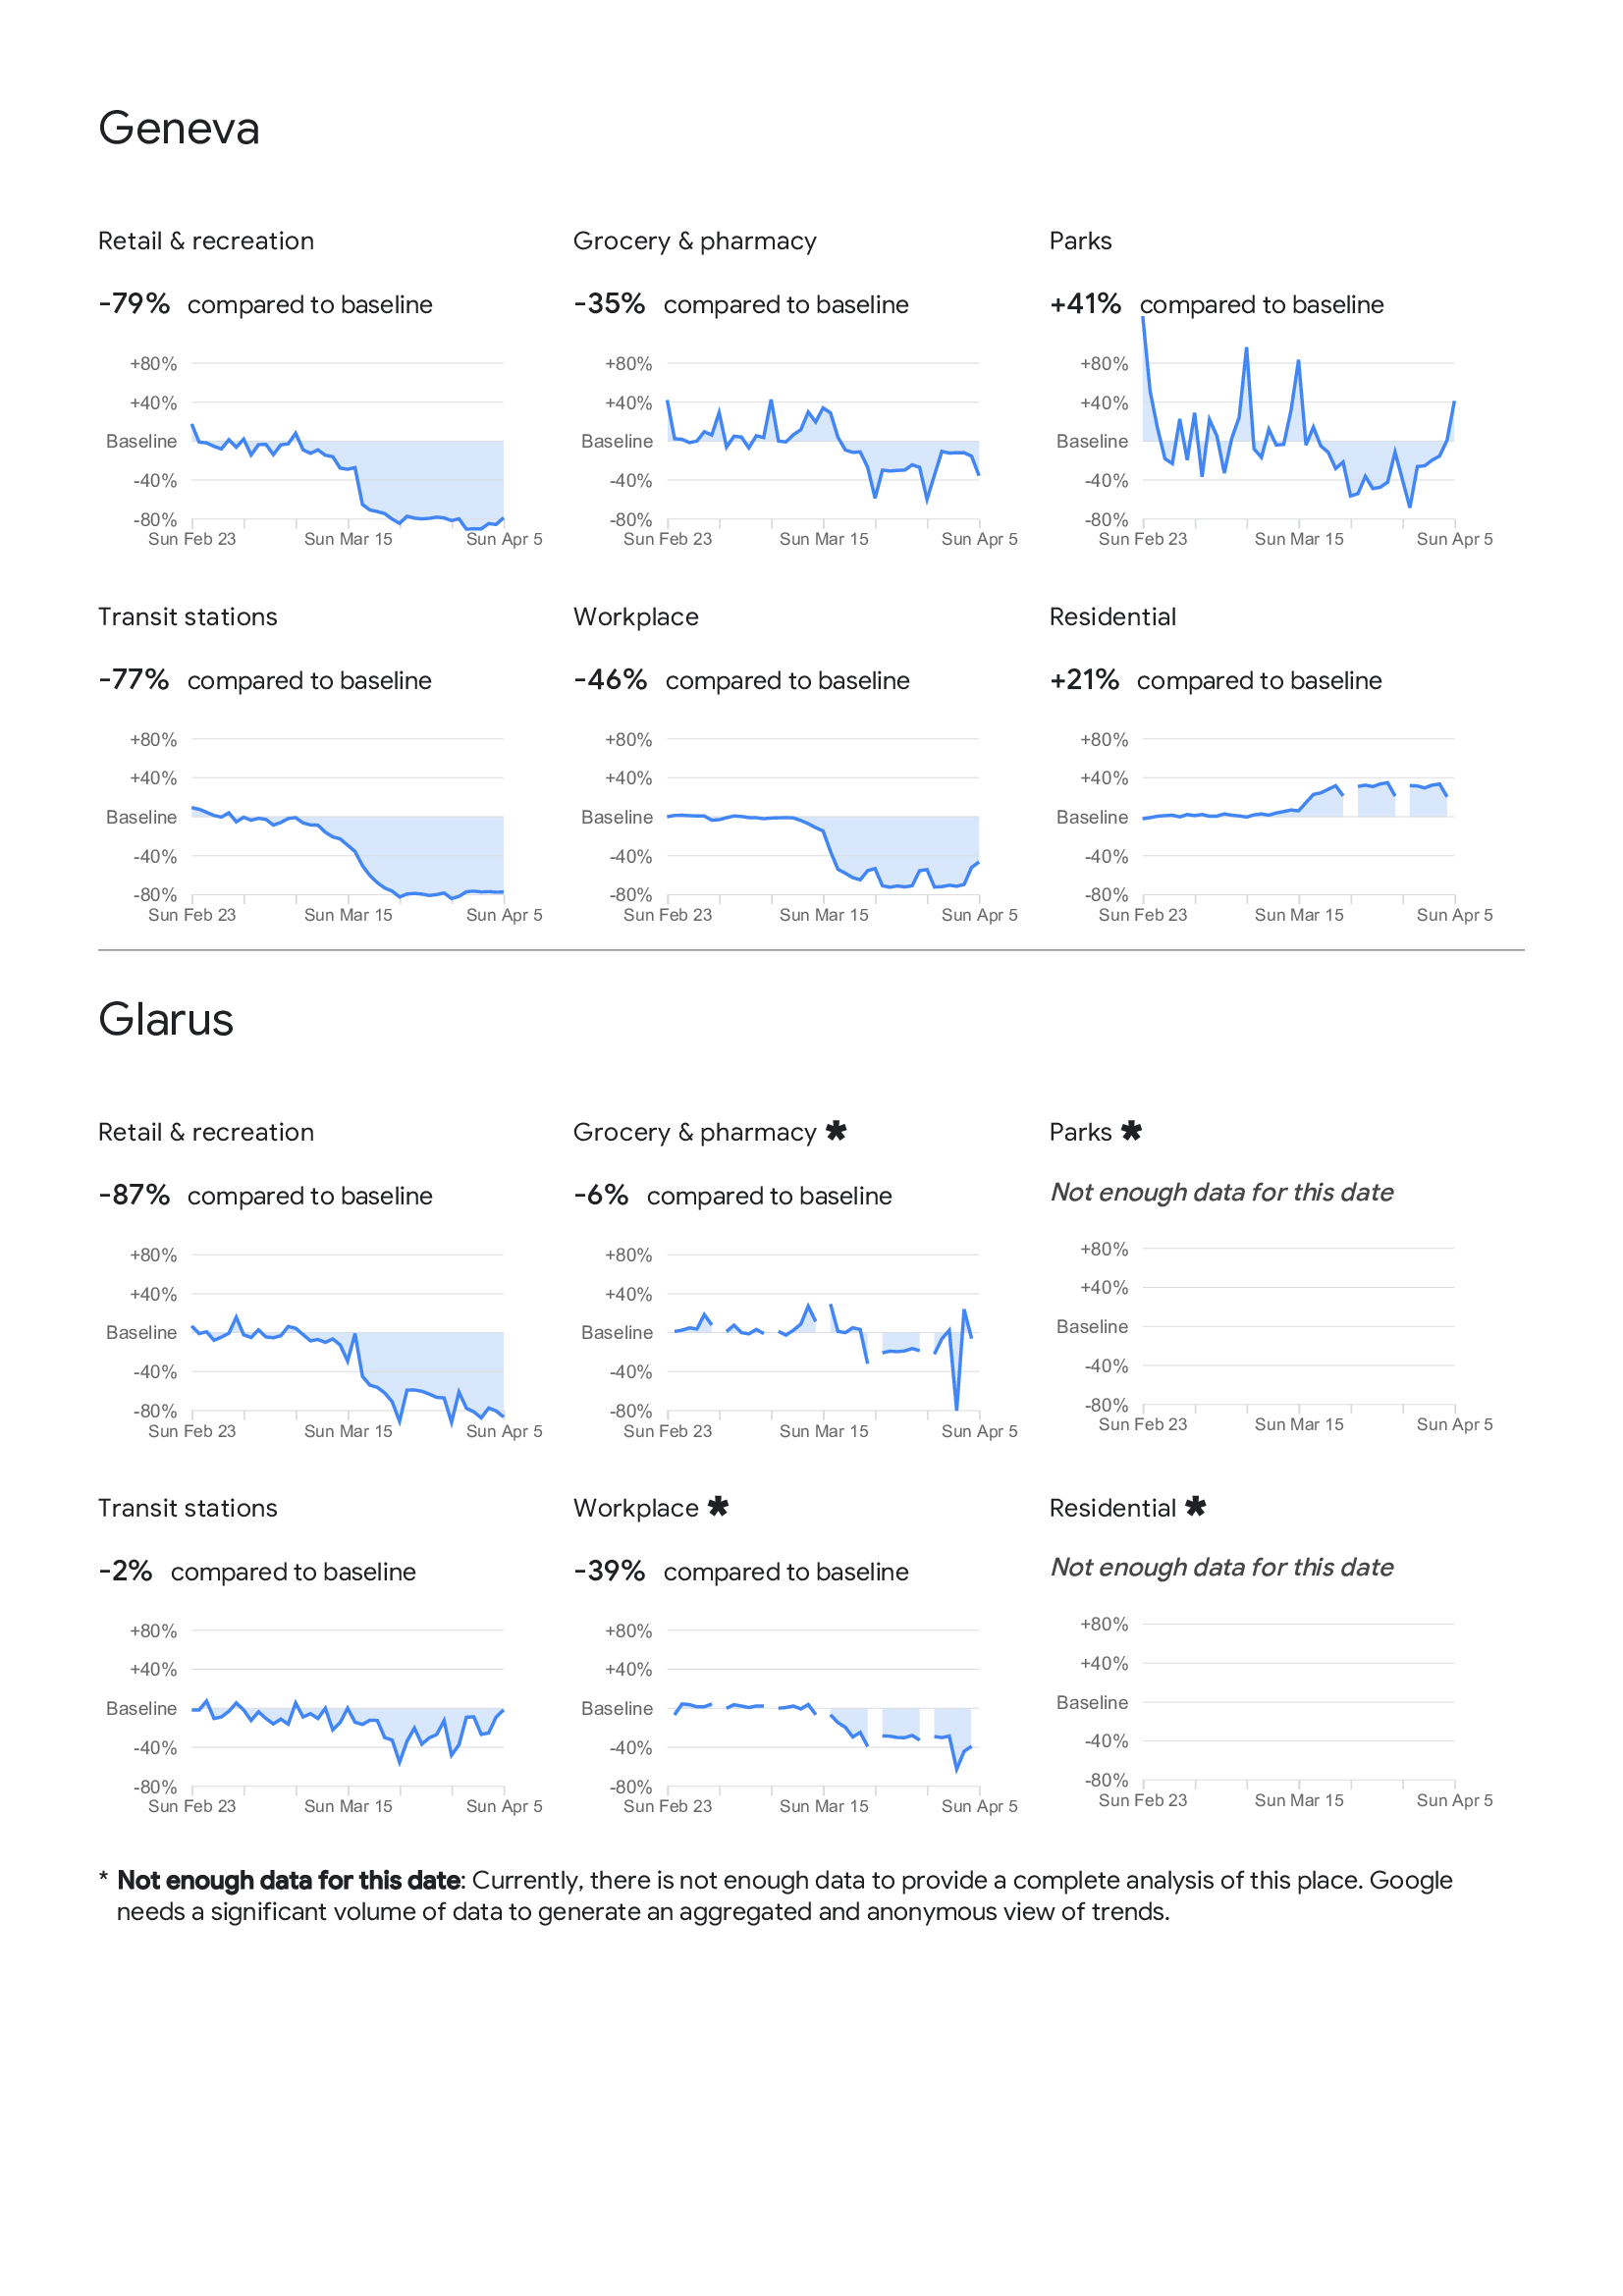 Geneva
Retail & recreation
-79% compared to baseline
+80%
+40%
Baseline
-40%
-80%
Sun Feb 23 Sun Mar 15 Sun Apr 5
Grocery & pharmacy
-35% compared to baseline
+80%
+40%
Baseline
-40%
-80%
Sun Feb 23 Sun Mar 15 Sun Apr 5
Parks
+41% compared to baseline
+80%
+40%
Baseline
-40%
-80%
Sun Feb 23 Sun Mar 15 Sun Apr 5
Transit stations
-77% compared to baseline
+80%
+40%
Baseline
-40%
-80%
Sun Feb 23 Sun Mar 15 Sun Apr 5
Workplace
-46% compared to baseline
+80%
+40%
Baseline
-40%
-80%
Sun Feb 23 Sun Mar 15 Sun Apr 5
Residential
+21% compared to baseline
+80%
+40%
Baseline
-40%
-80%
Sun Feb 23 Sun Mar 15 Sun Apr 5
Glarus
Retail & recreation
-87% compared to baseline
+80%
+40%
Baseline
-40%
-80%
Sun Feb 23 Sun Mar 15 Sun Apr 5
Grocery & pharmacy *
-6% compared to baseline
+80%
+40%
Baseline
-40%
-80%
Sun Feb 23 Sun Mar 15 Sun Apr 5
Parks *
Not enough data for this date
+80%
+40%
Baseline
-40%
-80%
Sun Feb 23 Sun Mar 15 Sun Apr 5
Transit stations
-2% compared to baseline
+80%
+40%
Baseline
-40%
-80%
Sun Feb 23 Sun Mar 15 Sun Apr 5
Workplace *
-39% compared to baseline
+80%
+40%
Baseline
-40%
-80%
Sun Feb 23 Sun Mar 15 Sun Apr 5
Residential *
Not enough data for this date
+80%
+40%
Baseline
-40%
-80%
Sun Feb 23 Sun Mar 15 Sun Apr 5
* Not enough data for this date: Currently, there is not enough data to provide a complete analysis of this place. Google
needs a significant volume of data to generate an aggregated and anonymous view of trends.